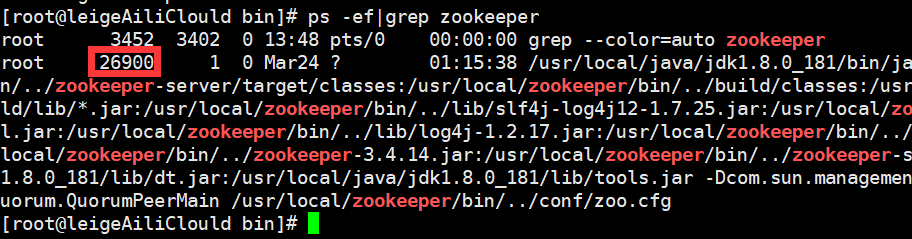 [root@leigeAiliClould bin]# ps -ef|grep zookeeper
root      3452  3402  0 13:48 pts/0    00:00:00 grep --color=auto zookeeper
root     26900     1  0 Mar24 ?        01:15:38 /usr/local/java/jdk1.8.0_181/bin/ja
n/../zookeeper-server/target/classes:/usr/local/zookeeper/bin/../build/classes:/usr
ld/lib/*.jar:/usr/local/zookeeper/bin/../lib/slf4j-log4j12-1.7.25.jar:/usr/local/zo
l.jar:/usr/local/zookeeper/bin/../lib/log4j-1.2.17.jar:/usr/local/zookeeper/bin/../
local/zookeeper/bin/../zookeeper-3.4.14.jar:/usr/local/zookeeper/bin/../zookeeper-s
1.8.0_181/lib/dt.jar:/usr/local/java/jdk1.8.0_181/lib/tools.jar -Dcom.sun.managemen
uorum.QuorumPeerMain /usr/local/zookeeper/bin/../conf/zoo.cfg
[root@leigeAiliClould bin]#